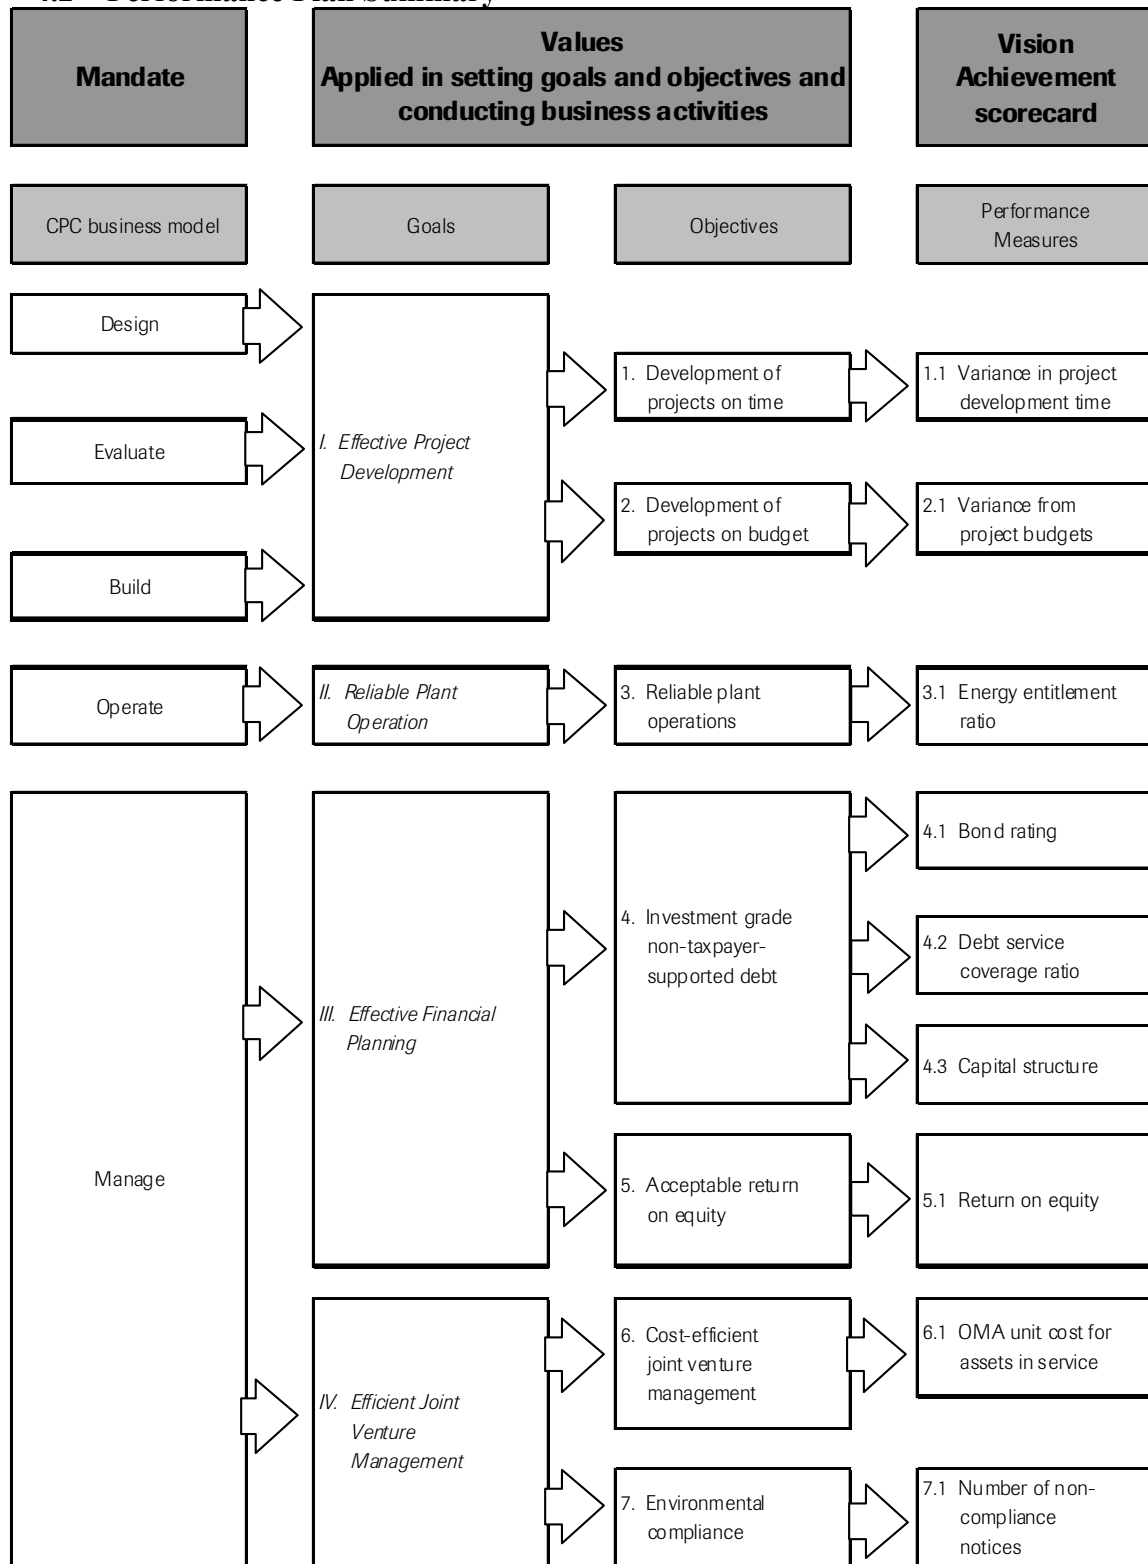 4.2 Performance Plan Summary
Mandate
Values
Applied in setting goals and objectives and
conducting business activities
Vision
Achievement
scorecard
CPC business model
Goals
Objectives
Performance
Measures
Design
Evaluate
Build
I. Effective Project
Development
1. Development of
projects on time
1.1 Variance in project
development time
2. Development of
projects on budget
2.1 Variance from
project budgets
Operate
II. Reliable Plant
Operation
3. Reliable plant
operations
3.1 Energy entitlement
ratio
Manage
III. Effective Financial
Planning
4. Investment grade
non-taxpayer-
supported debt
4.1 Bond rating
4.2 Debt service
coverage ratio
4.3 Capital structure
5. Acceptable return
on equity
5.1 Return on equity
IV. Efficient Joint
Venture
Management
6. Cost-efficient
joint venture
management
6.1 OMA unit cost for
assets in service
7. Environmental
compliance
7.1 Number of non-
compliance
notices